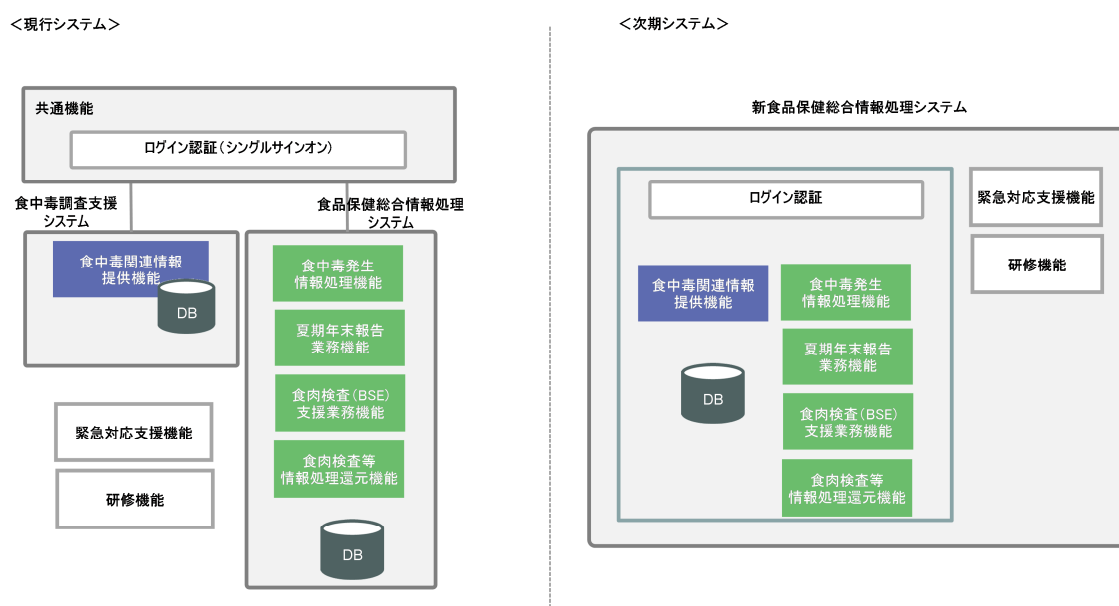 ＜現行システム＞
共通機能
ログイン認証（シングルサインオン）
食中毒調査支援
システム
食品保健総合情報処理
システム
食中毒関連情報
提供機能
DB
食中毒発生
情報処理機能
夏期年末報告
業務機能
食肉検査（BSE）
支援業務機能
食肉検査等
情報処理還元機能
DB
緊急対応支援機能
研修機能
＜次期システム＞
新食品保健総合情報処理システム
ログイン認証
食中毒関連情報
提供機能
DB
食中毒発生
情報処理機能
夏期年末報告
業務機能
食肉検査（BSE）
支援業務機能
食肉検査等
情報処理還元機能
緊急対応支援機能
研修機能